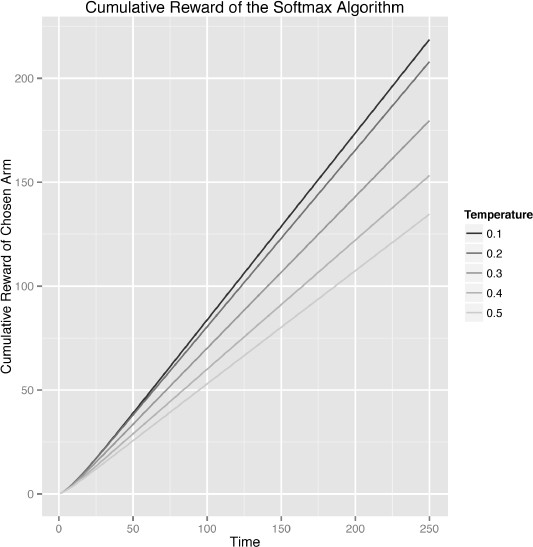 Cumulative Reward of the Softmax Algorithm
Cumulative Reward of Chosen Arm
200
150
100
50
0
0 50 100 150 200 250
Time
Temperature
0.1
0.2
0.3
0.4
0.5